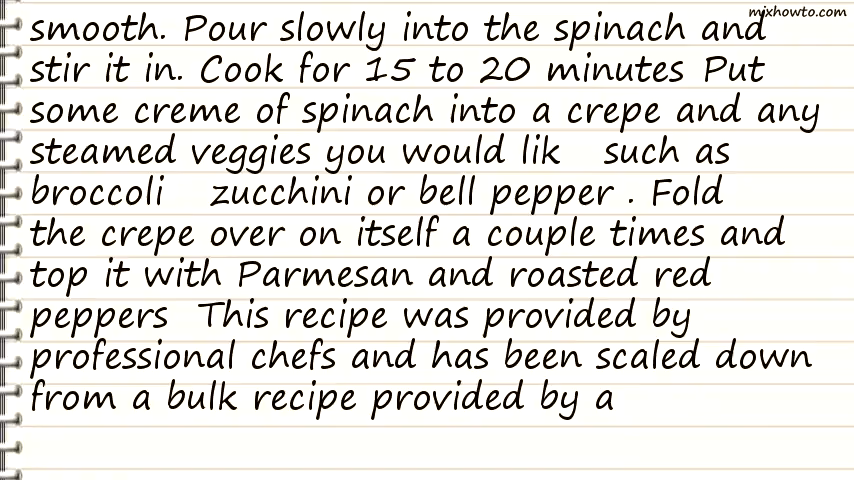 mjxhowto.com
smooth. Pour slowly into the spinach and
stir it in. Cook for 15 to 20 minutes Put
some creme of spinach into a crepe and any
steamed veggies you would lik such as
broccoli zucchini or bell pepper . Fold
the crepe over on itself a couple times and
top it with Parmesan and roasted red
peppers This recipe was provided by
professional chefs and has been scaled down
from a bulk recipe provided by a